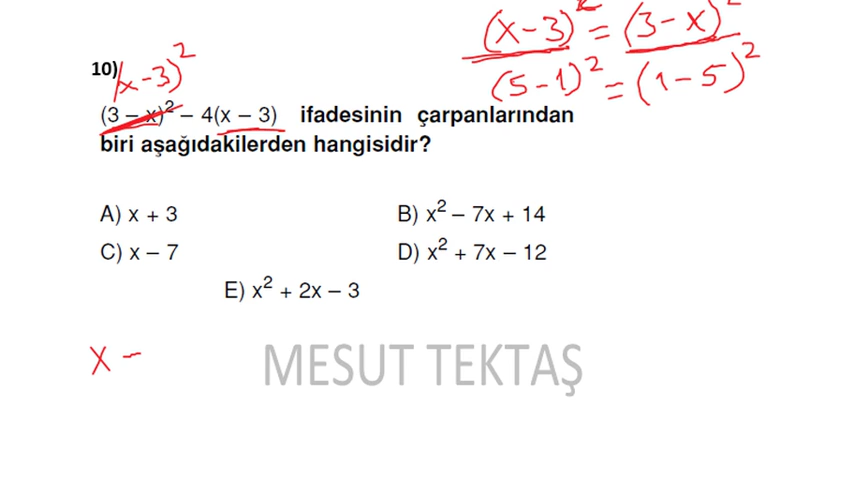 (x-3)² = (3-x)²
(5-1)² = (1-5)²
10)
(x-3)²
(3 – x)² – 4(x – 3) ifadesinin çarpanlarından
biri aşağıdakilerden hangisidir?
A) x + 3
B) x² – 7x + 14
C) x – 7
D) x² + 7x – 12
E) x² + 2x – 3
x -
MESUT TEKTAŞ